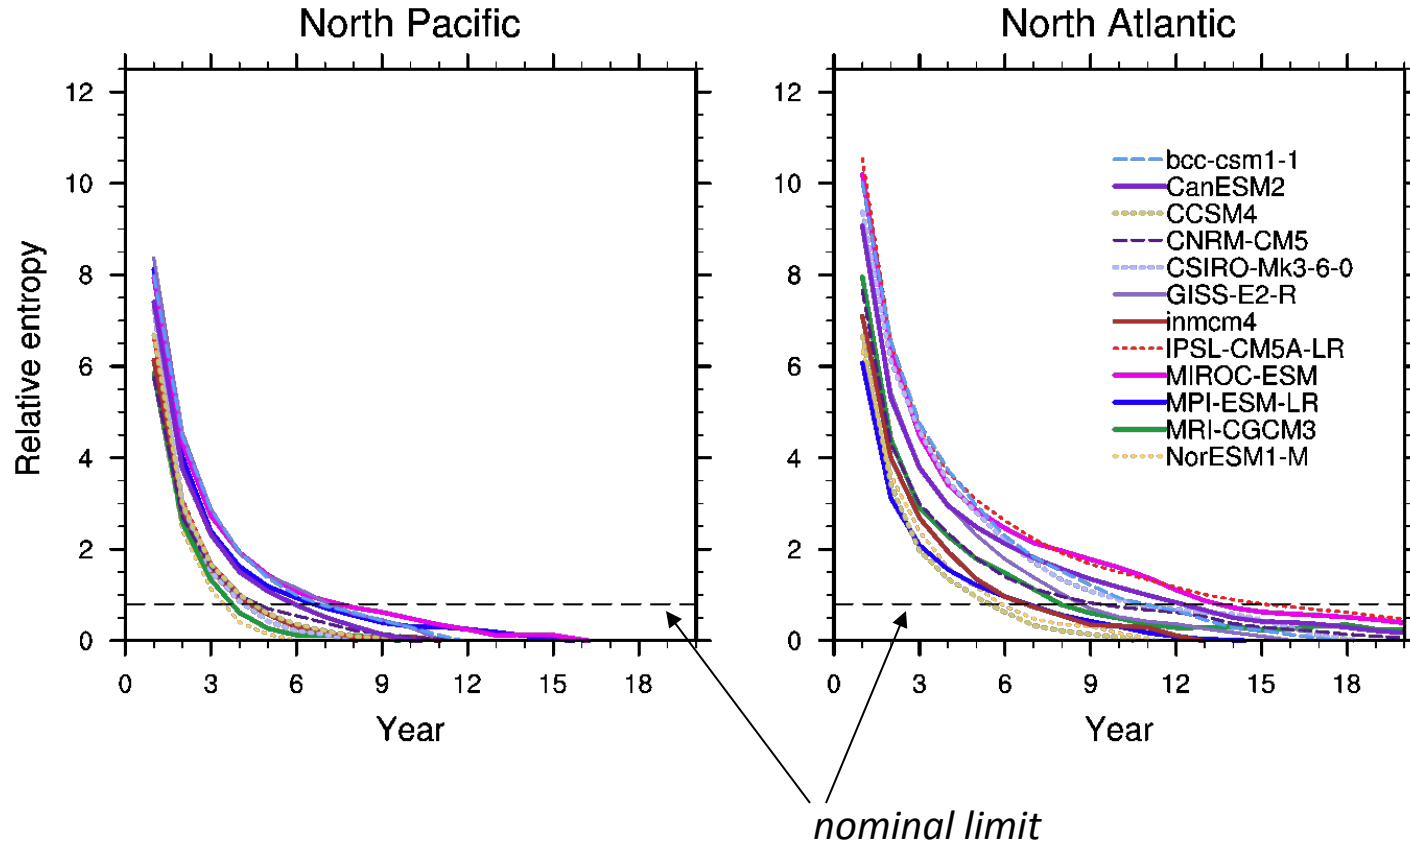 North Pacific
North Atlantic
12
10
8
6
4
2
0
0 3 6 9 12 15 18
Year
Relative entropy
12
10
8
6
4
2
0
0 3 6 9 12 15 18
Year
bcc-csm1-1
CanESM2
CCSM4
CNRM-CM5
CSIRO-Mk3-6-0
GISS-E2-R
inmcm4
IPSL-CM5A-LR
MIROC-ESM
MPI-ESM-LR
MRI-CGCM3
NorESM1-M
nominal limit